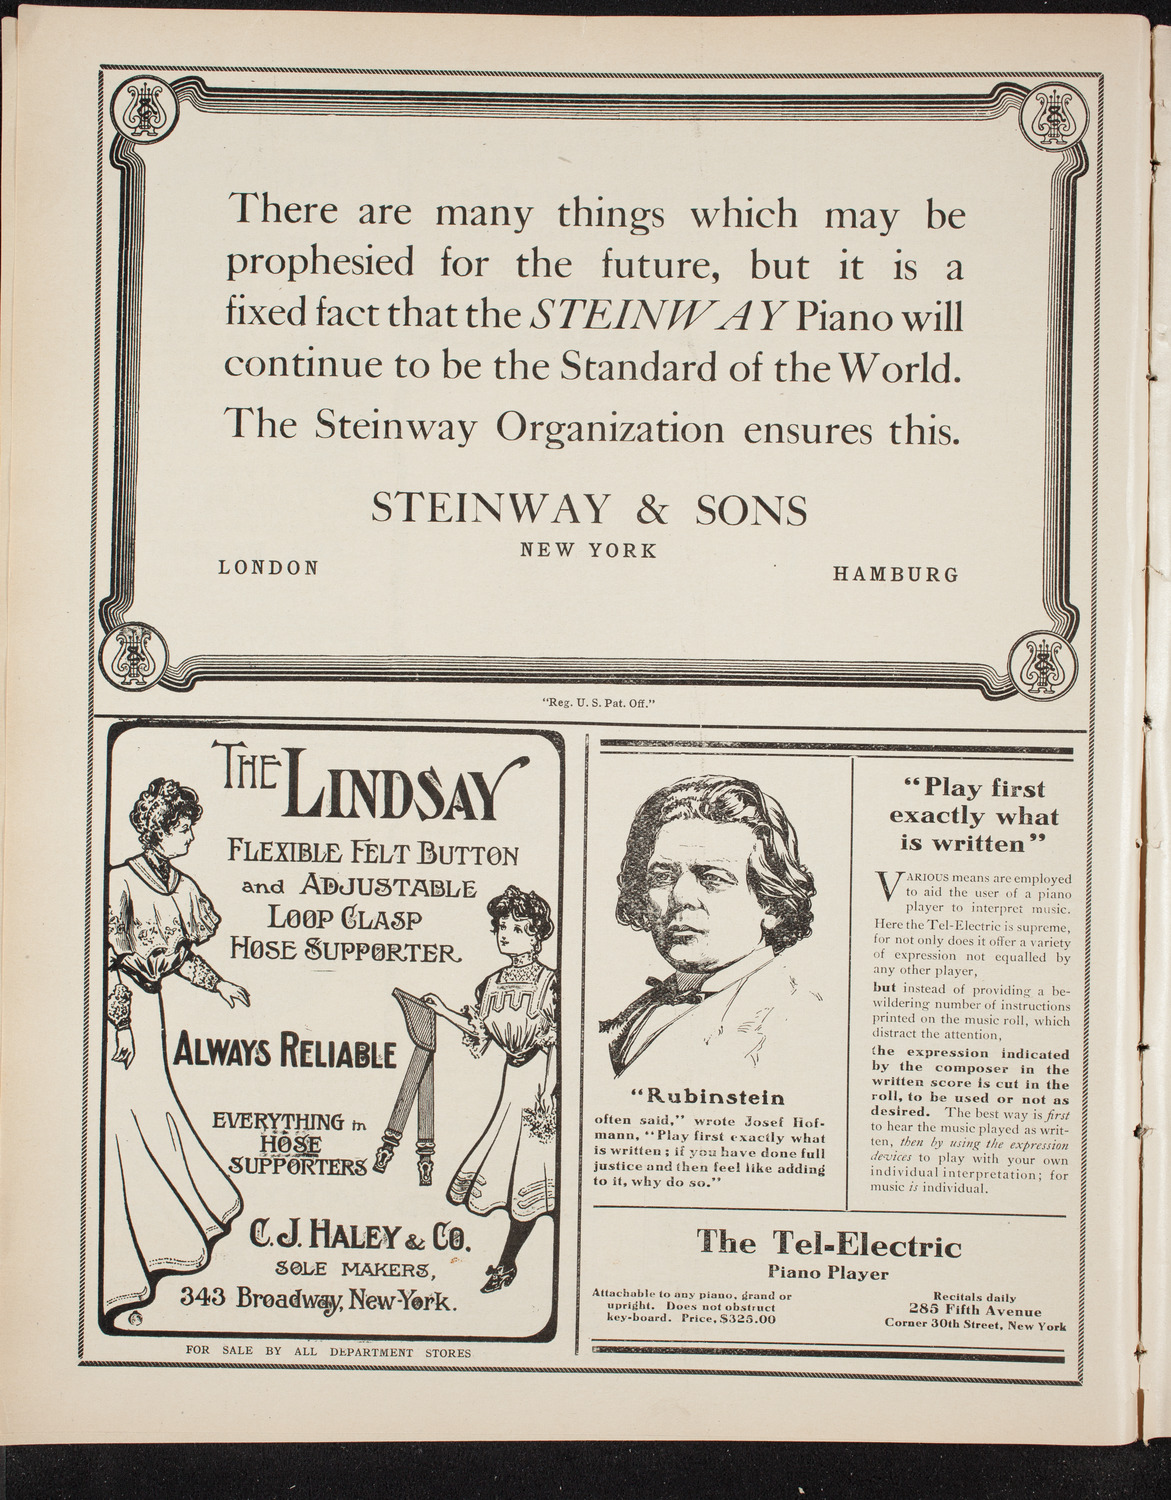 There are many things which may be
prophesied for the future, but it is a
fixed fact that the STEINWAY Piano will
continue to be the Standard of the World.
The Steinway Organization ensures this.
STEINWAY & SONS
NEW YORK
LONDON
HAMBURG
"Reg. U. S. Pat. Off."
THE LINDSAY
FLEXIBLE FELT BUTTON
and ADJUSTABLE
LOOP CLASP
HOSE SUPPORTER
ALWAYS RELIABLE
EVERYTHING in
HOSE
SUPPORTERS
C. J. HALEY & CO.
SOLE MAKERS,
343 Broadway, New-York.
FOR SALE BY ALL DEPARTMENT STORES
"Rubinstein
often said," wrote Josef Hof-
mann, "Play first exactly what
is written; if you have done full
justice and then feel like adding
to it, why do so."
"Play first
exactly what
is written"
VARIOUS means are employed
to aid the user of a piano
player to interpret music.
Here the Tel-Electric is supreme,
for not only does it offer a variety
of expression not equalled by
any other player,
but instead of providing a be-
wildering number of instructions
printed on the music roll, which
distract the attention,
the expression indicated
by the composer in the
written score is cut in the
roll, to be used or not as
desired. The best way is first
to hear the music played as writ-
ten, then by using the expression
devices to play with your own
individual interpretation; for
music is individual.
The Tel-Electric
Piano Player
Attachable to any piano, grand or
upright. Does not obstruct
key-board. Price, $325.00
Recitals daily
285 Fifth Avenue
Corner 30th Street, New York